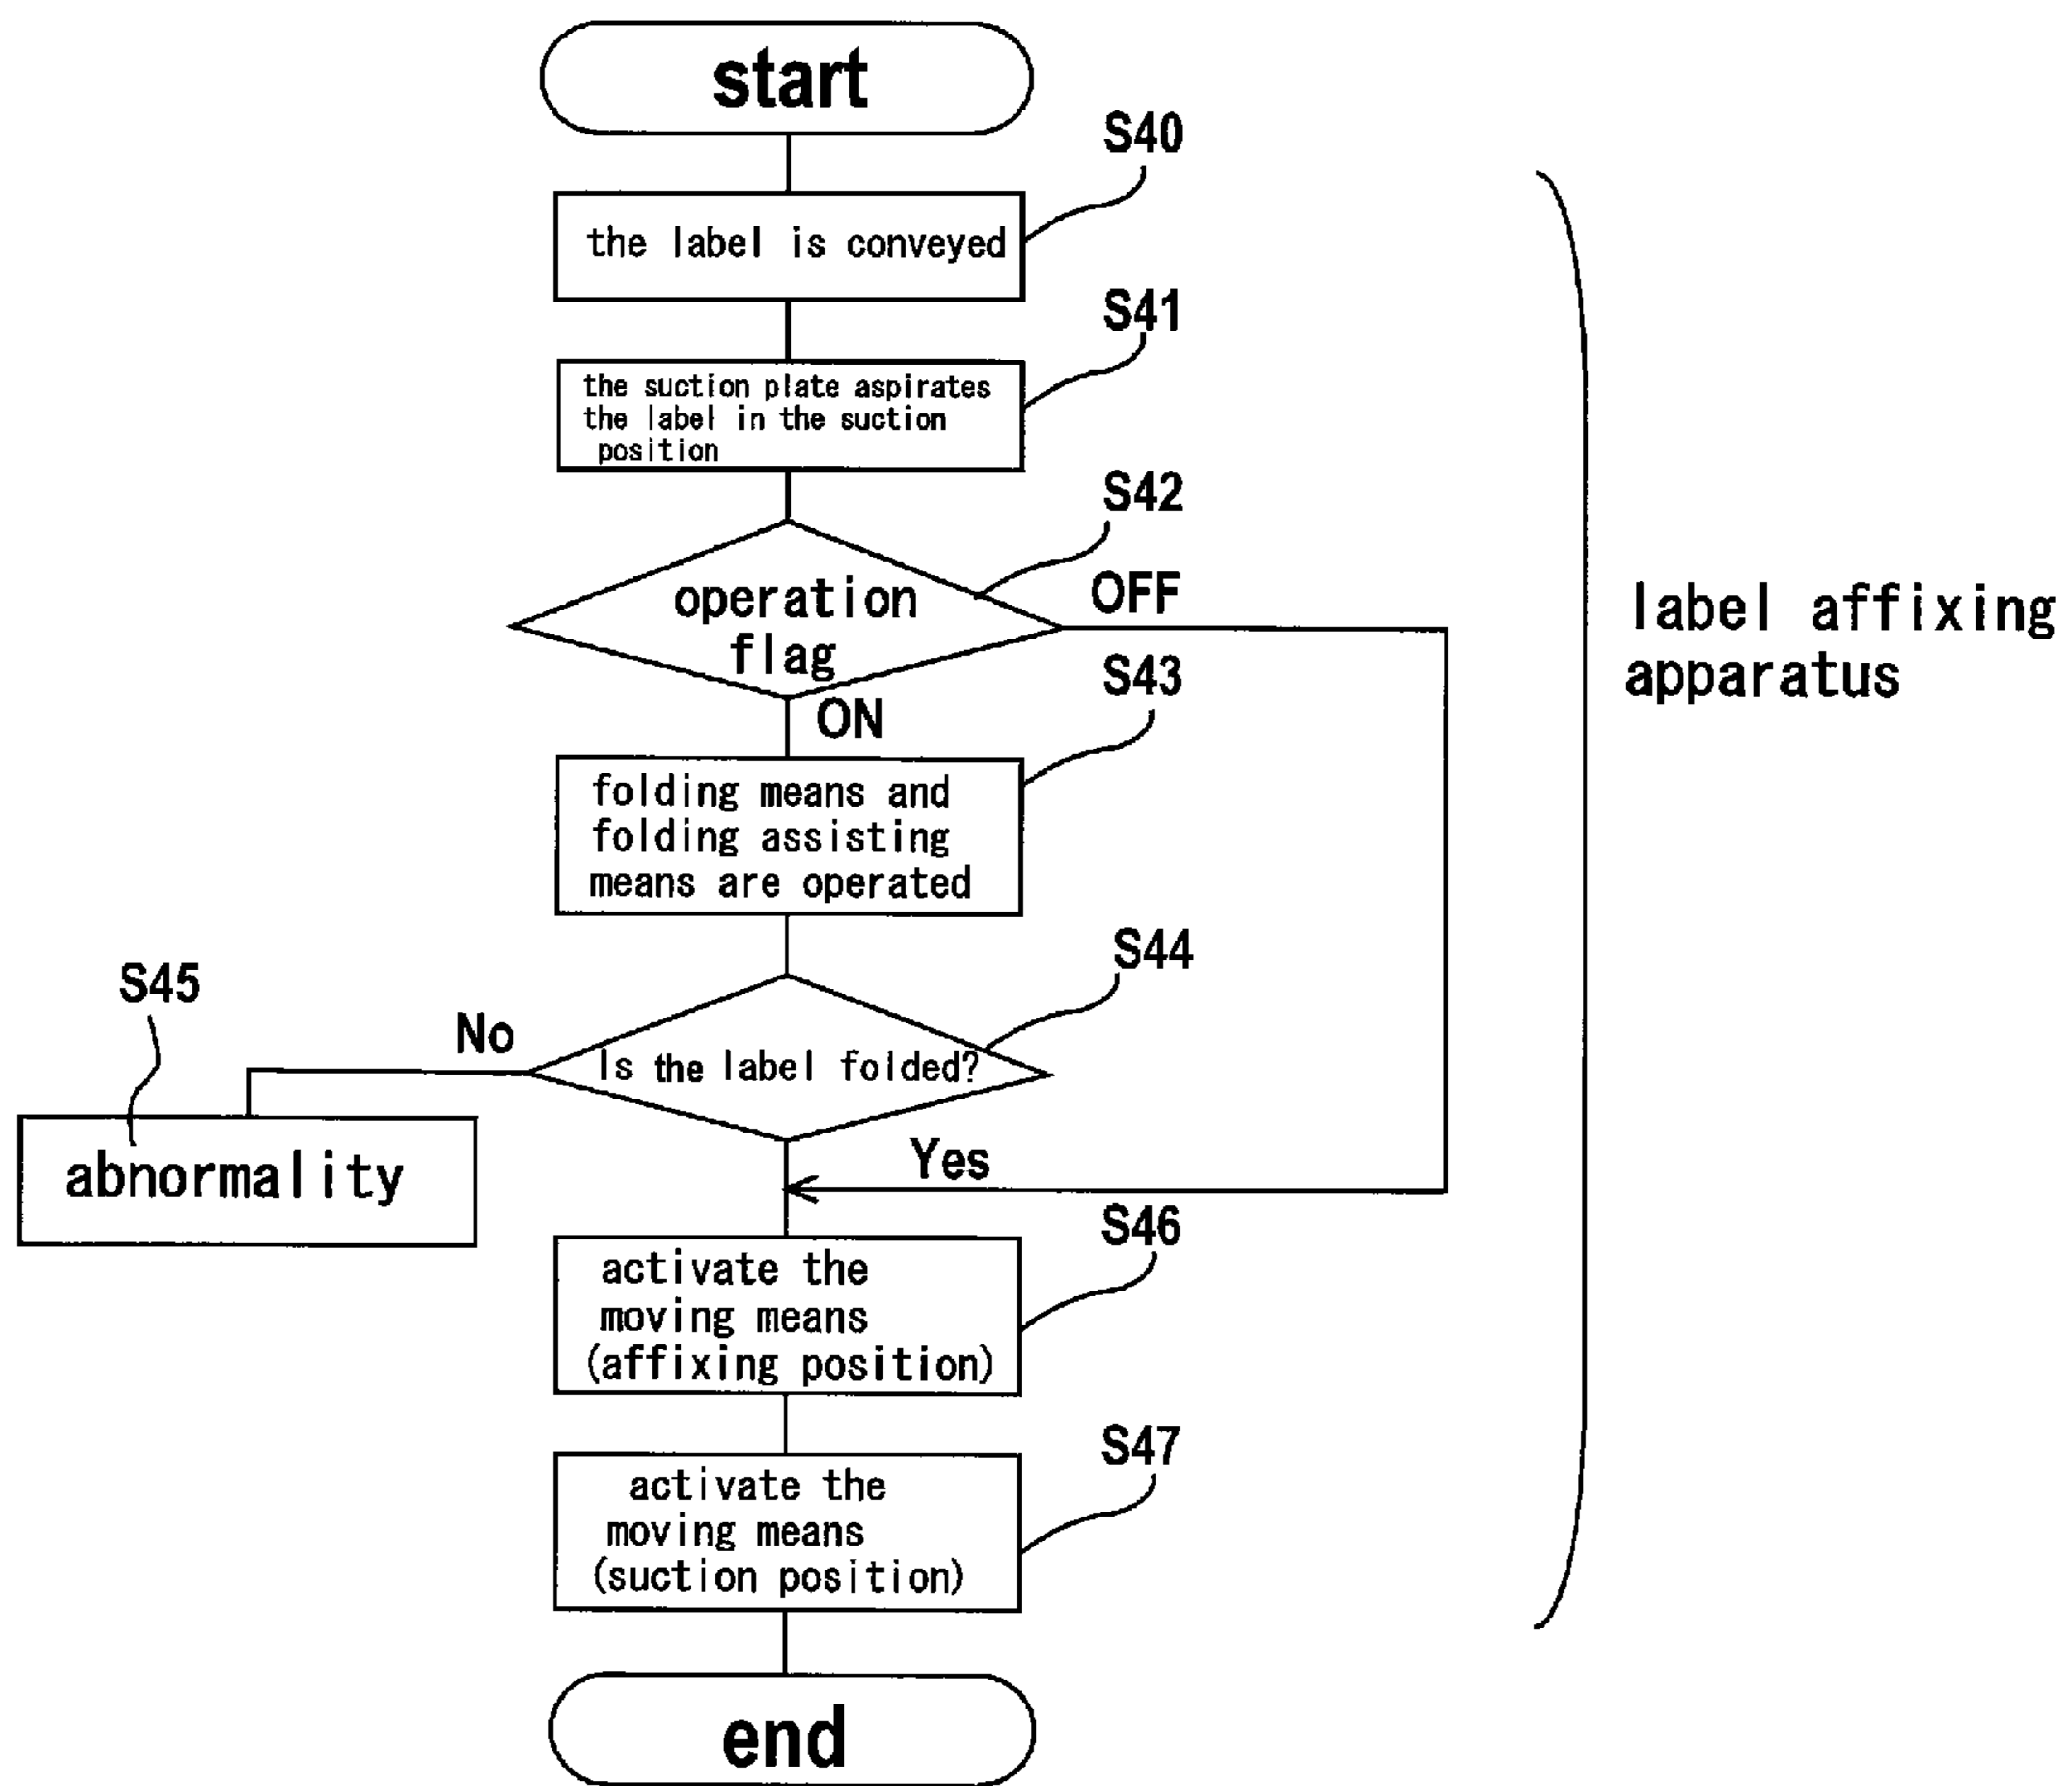 start
S40
the label is conveyed
S41
the suction plate aspirates
the label in the suction
position
S42
operation
flag
OFF
ON
S43
folding means and
folding assisting
means are operated
S44
Is the label folded?
No
S45
abnormality
Yes
S46
activate the
moving means
(affixing position)
S47
activate the
moving means
(suction position)
end
label affixing
apparatus